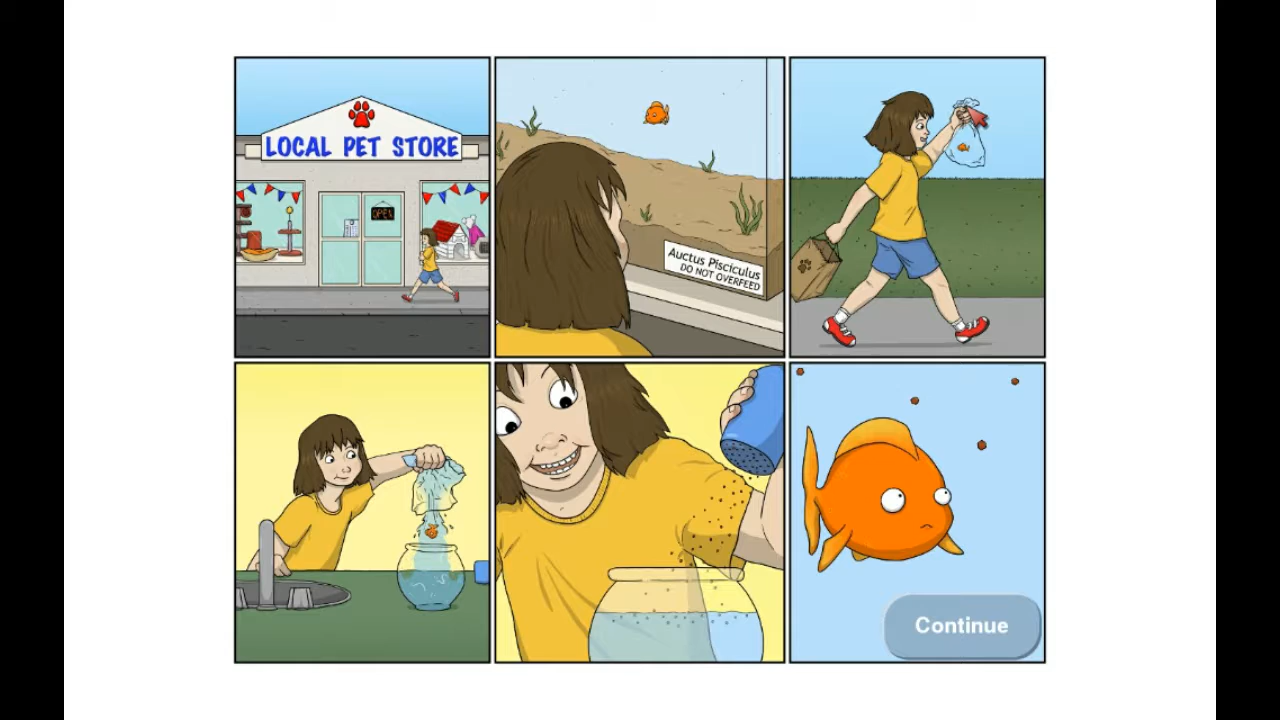 LOCAL PET STORE
OPEN
Auctus Pisciculus
DO NOT OVERFEED
Continue